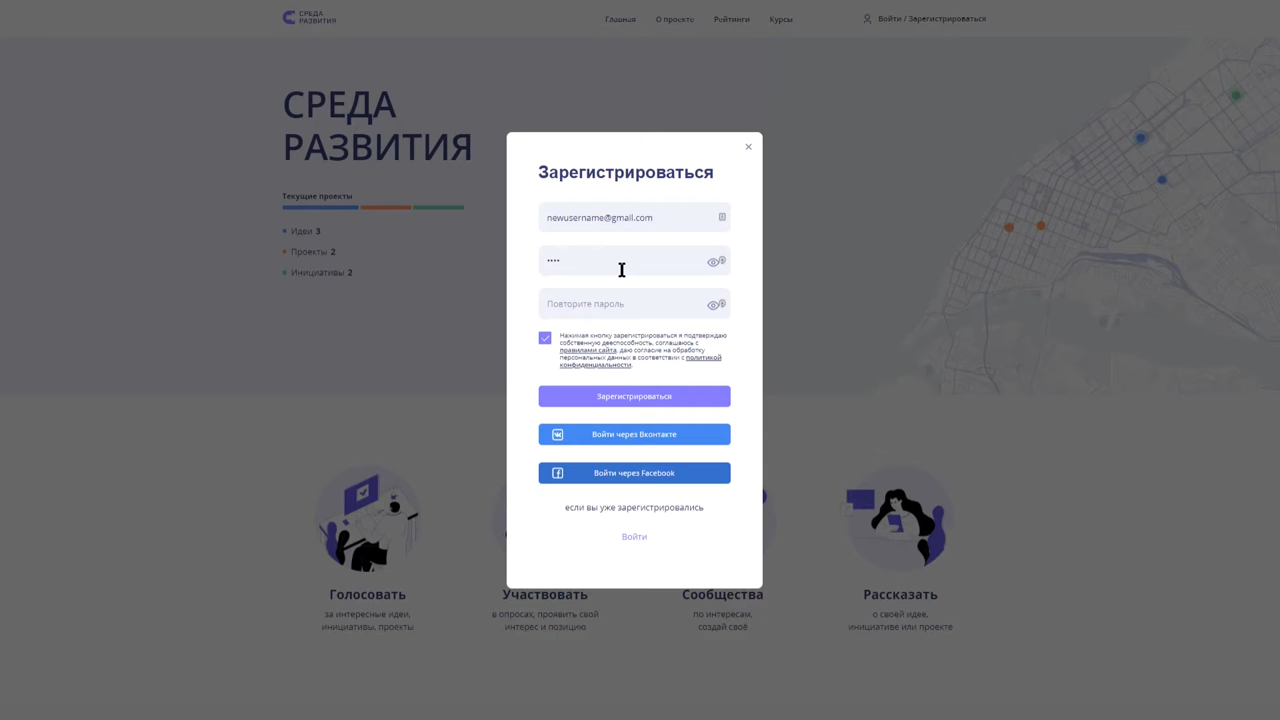 СРЕДА
РАЗВИТИЯ
Главная
О проекте
Рейтинги
Курсы
Войти / Зарегистрироваться
СРЕДА
РАЗВИТИЯ
Текущие проекты
Идеи 3
Проекты 2
Инициативы 2
Зарегистрироваться
newusername@gmail.com
••••
Повторите пароль
Нажимая кнопку зарегистрироваться я подтверждаю
собственную дееспособность, соглашаюсь с
правилами сайта, даю согласие на обработку
персональных данных в соответствии с политикой
конфиденциальности.
Зарегистрироваться
Войти через Вконтакте
Войти через Facebook
если вы уже зарегистрировались
Войти
Голосовать
за интересные идеи,
инициативы, проекты
Участвовать
в опросах, проявить свой
интерес и позицию
Сообщества
по интересам,
создай своё
Рассказать
о своей идее,
инициативе или проекте